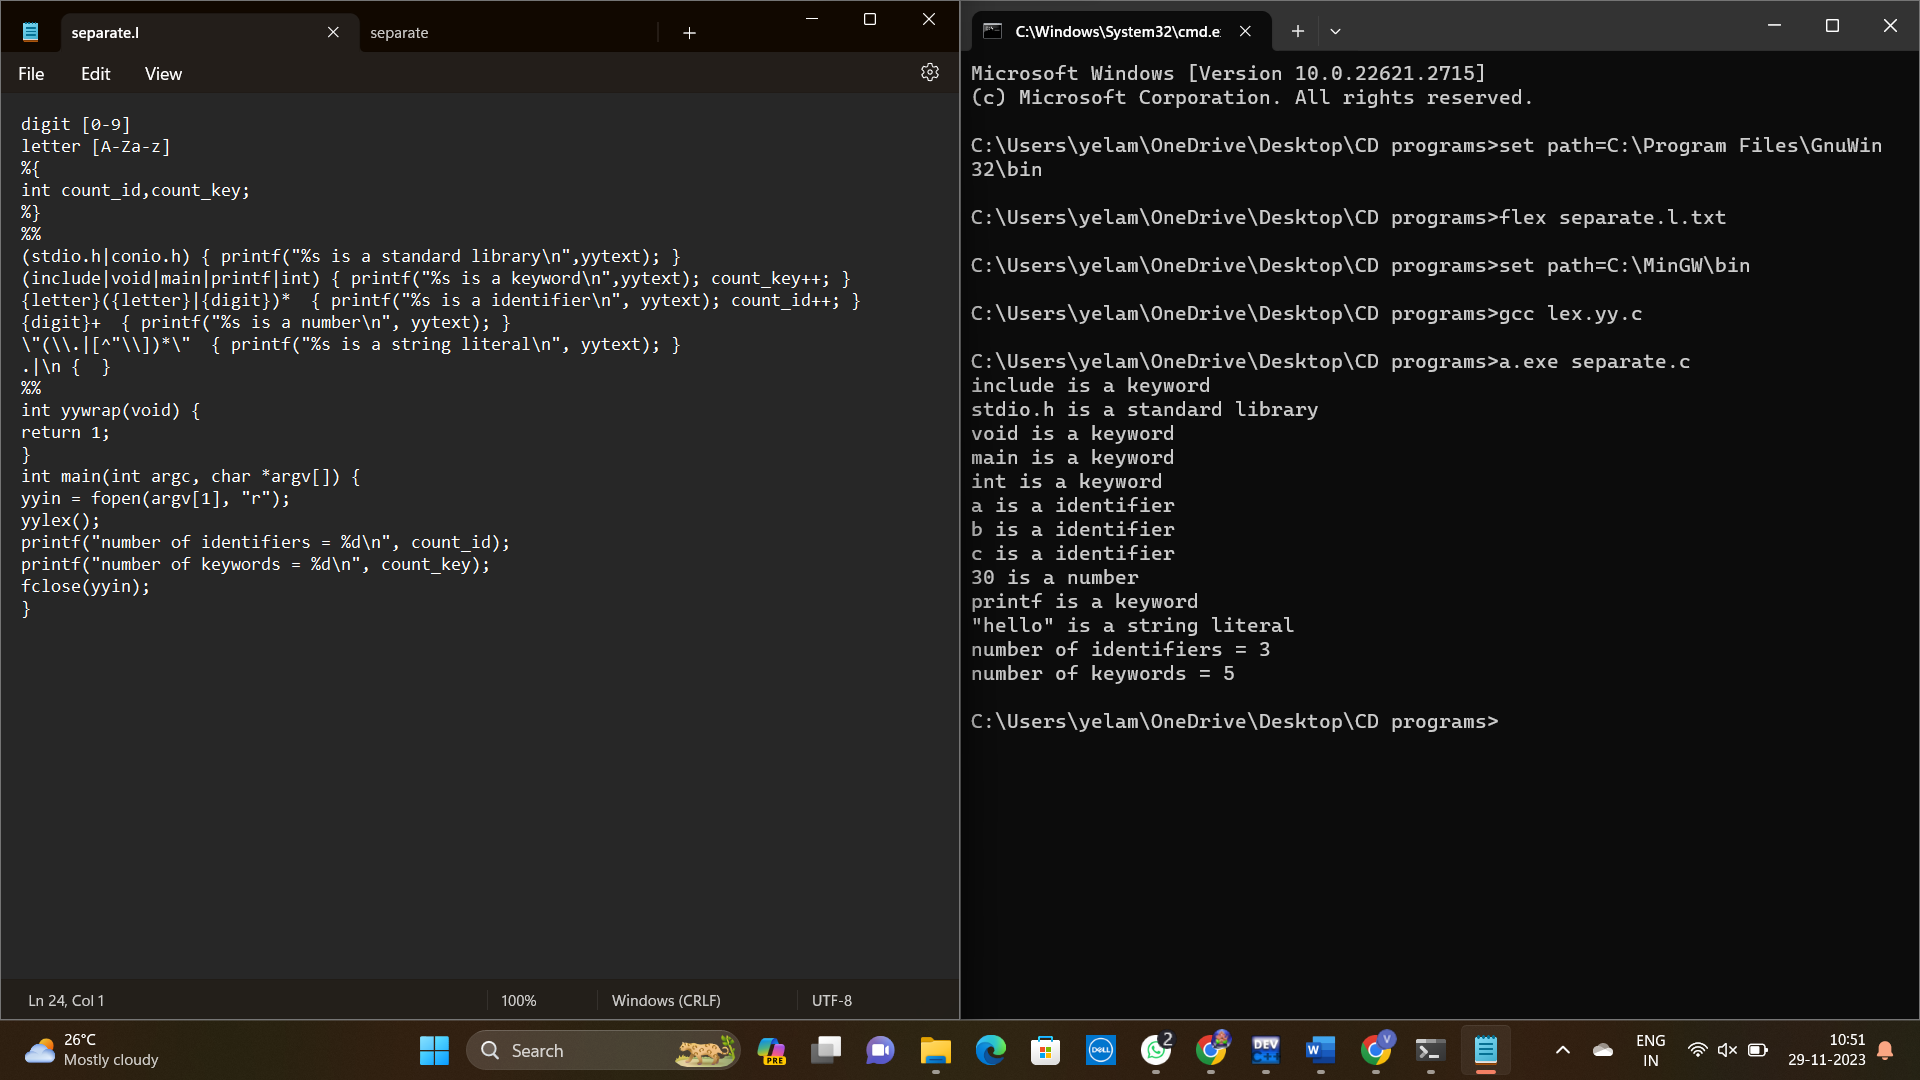 separate.l
separate
File Edit View
digit [0-9]
letter [A-Za-z]
%{
int count_id,count_key;
%}
%%
(stdio.h|conio.h) { printf("%s is a standard library\n",yytext); }
(include|void|main|printf|int) { printf("%s is a keyword\n",yytext); count_key++; }
{letter}({letter}|{digit})*  { printf("%s is a identifier\n", yytext); count_id++; }
{digit}+  { printf("%s is a number\n", yytext); }
\"(\\.|[^"\\])*\"  { printf("%s is a string literal\n", yytext); }
.|\n {  }
%%
int yywrap(void) {
return 1;
}
int main(int argc, char *argv[]) {
yyin = fopen(argv[1], "r");
yylex();
printf("number of identifiers = %d\n", count_id);
printf("number of keywords = %d\n", count_key);
fclose(yyin);
}
Ln 24, Col 1
100%
Windows (CRLF)
UTF-8
C:\Windows\System32\cmd.e
Microsoft Windows [Version 10.0.22621.2715]
(c) Microsoft Corporation. All rights reserved.
C:\Users\yelam\OneDrive\Desktop\CD programs>set path=C:\Program Files\GnuWin
32\bin
C:\Users\yelam\OneDrive\Desktop\CD programs>flex separate.l.txt
C:\Users\yelam\OneDrive\Desktop\CD programs>set path=C:\MinGW\bin
C:\Users\yelam\OneDrive\Desktop\CD programs>gcc lex.yy.c
C:\Users\yelam\OneDrive\Desktop\CD programs>a.exe separate.c
include is a keyword
stdio.h is a standard library
void is a keyword
main is a keyword
int is a keyword
a is a identifier
b is a identifier
c is a identifier
30 is a number
printf is a keyword
"hello" is a string literal
number of identifiers = 3
number of keywords = 5
C:\Users\yelam\OneDrive\Desktop\CD programs>
26°C
Mostly cloudy
Search
PRE
DELL
2
DEV
C++
W
V
ENG
IN
10:51
29-11-2023